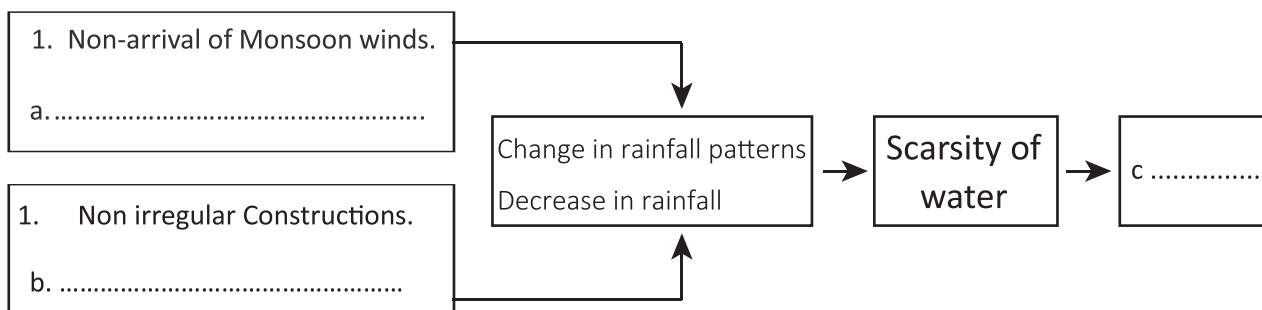 1. Non-arrival of Monsoon winds.
a. ......................................................
1. Non irregular Constructions.
b. ..................................................
Change in rainfall patterns
Decrease in rainfall
Scarsity of
water
c ................